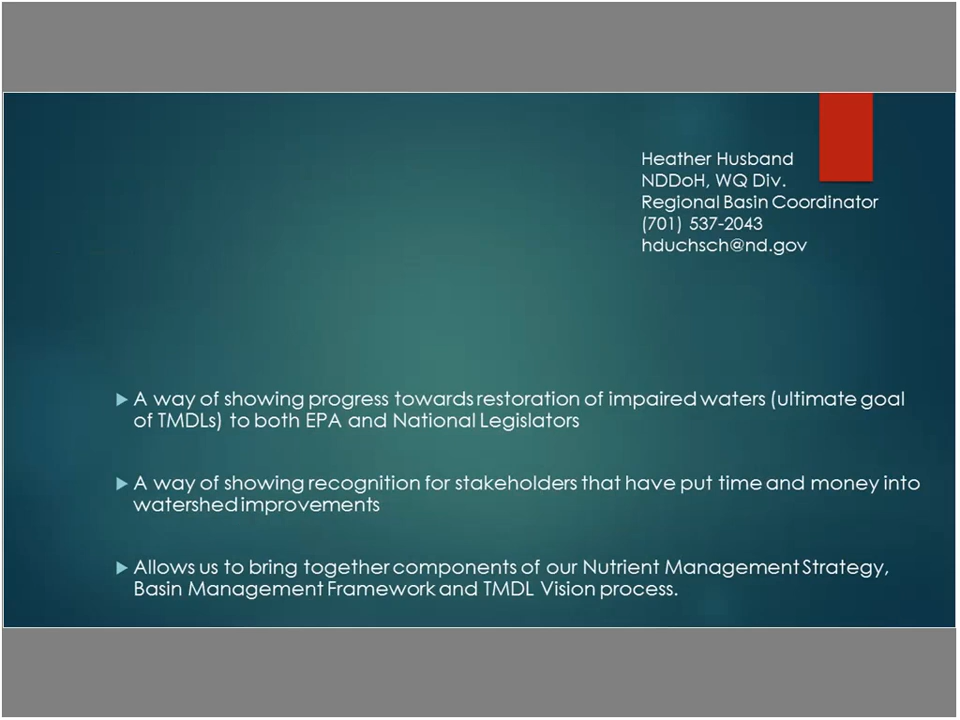 Heather Husband
NDDoH, WQ Div.
Regional Basin Coordinator
(701) 537-2043
hduchsch@nd.gov
A way of showing progress towards restoration of impaired waters (ultimate goal
of TMDLs) to both EPA and National Legislators
A way of showing recognition for stakeholders that have put time and money into
watershed improvements
Allows us to bring together components of our Nutrient Management Strategy,
Basin Management Framework and TMDL Vision process.